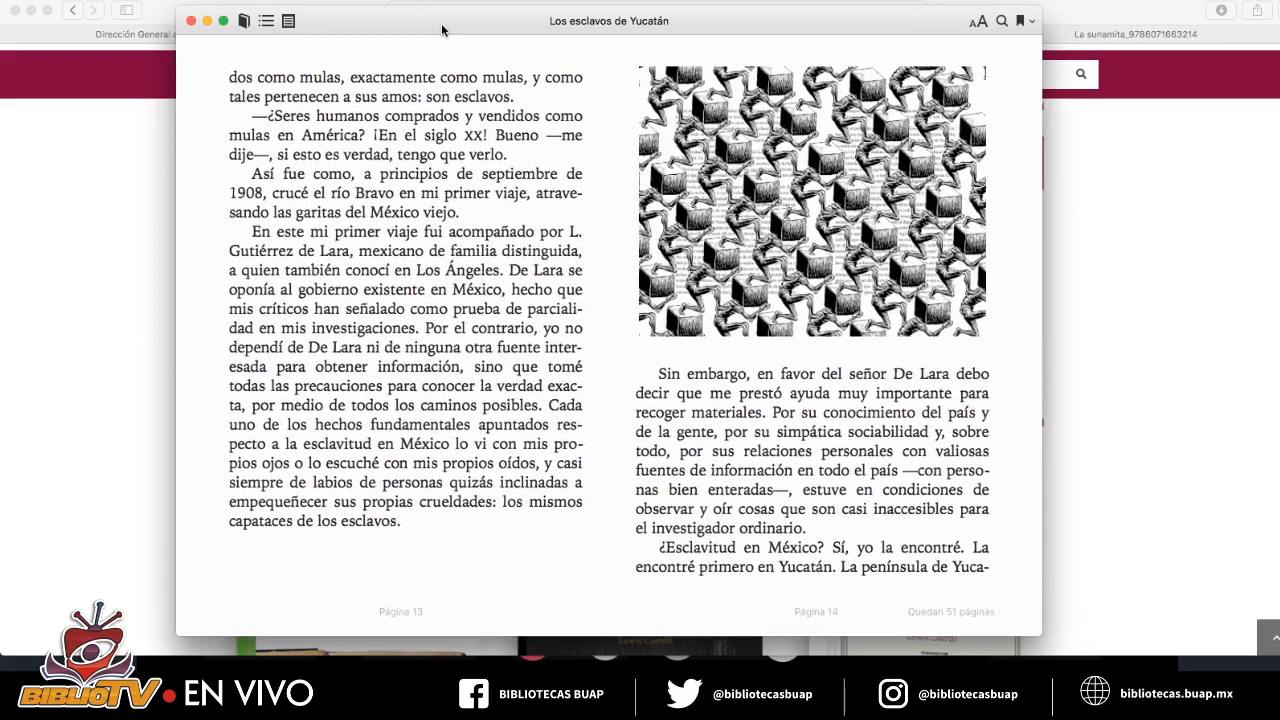 Los esclavos de Yucatán
AA
Dirección General d
La sunamita_9786071663214
dos como mulas, exactamente como mulas, y como
tales pertenecen a sus amos: son esclavos.
—¿Seres humanos comprados y vendidos como
mulas en América? ¡En el siglo XX! Bueno —me
dije—, si esto es verdad, tengo que verlo.
Así fue como, a principios de septiembre de
1908, crucé el río Bravo en mi primer viaje, atrave-
sando las garitas del México viejo.
En este mi primer viaje fui acompañado por L.
Gutiérrez de Lara, mexicano de familia distinguida,
a quien también conocí en Los Ángeles. De Lara se
oponía al gobierno existente en México, hecho que
mis críticos han señalado como prueba de parciali-
dad en mis investigaciones. Por el contrario, yo no
dependí de De Lara ni de ninguna otra fuente inter-
esada para obtener información, sino que tomé
todas las precauciones para conocer la verdad exac-
ta, por medio de todos los caminos posibles. Cada
uno de los hechos fundamentales apuntados res-
pecto a la esclavitud en México lo vi con mis pro-
pios ojos o lo escuché con mis propios oídos, y casi
siempre de labios de personas quizás inclinadas a
empequeñecer sus propias crueldades: los mismos
capataces de los esclavos.
Sin embargo, en favor del señor De Lara debo
decir que me prestó ayuda muy importante para
recoger materiales. Por su conocimiento del país y
de la gente, por su simpática sociabilidad y, sobre
todo, por sus relaciones personales con valiosas
fuentes de información en todo el país —con perso-
nas bien enteradas—, estuve en condiciones de
observar y oír cosas que son casi inaccesibles para
el investigador ordinario.
¿Esclavitud en México? Sí, yo la encontré. La
encontré primero en Yucatán. La península de Yuca-
Página 13
Página 14
Quedan 51 páginas
BIBLIOTV
EN VIVO
BIBLIOTECAS BUAP
@bibliotecasbuap
@bibliotecasbuap
bibliotecas.buap.mx